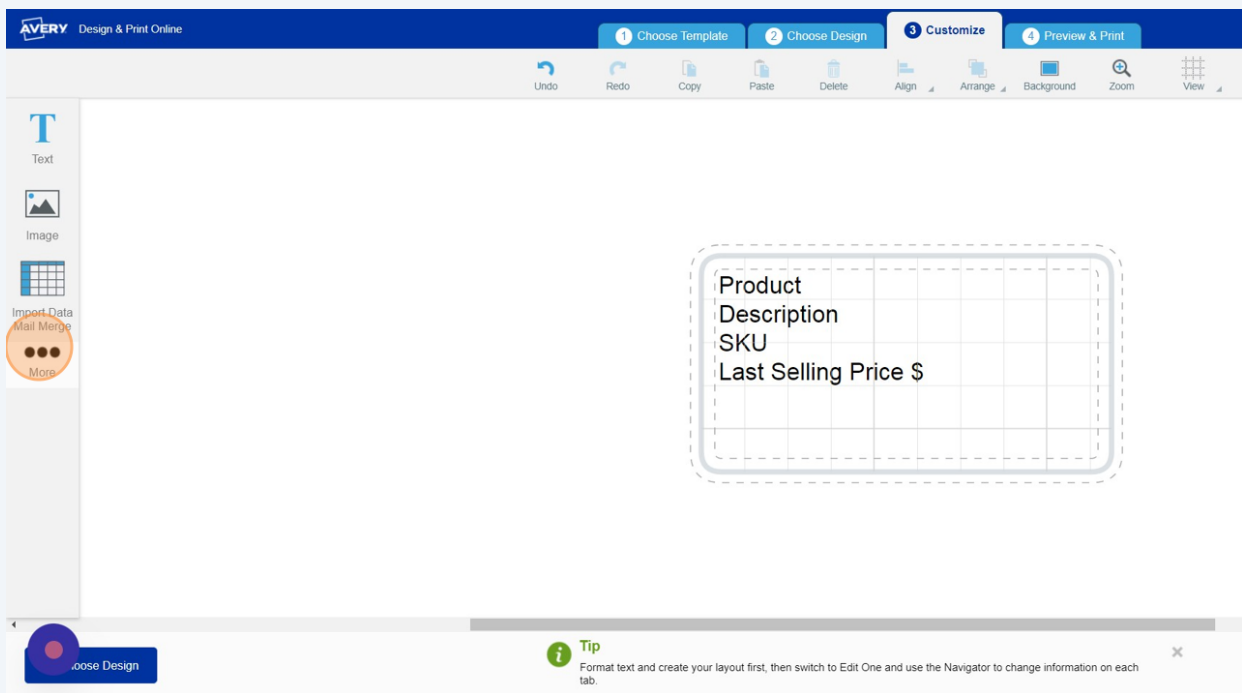 AVERY Design & Print Online
1 Choose Template
2 Choose Design
3 Customize
4 Preview & Print
Undo
Redo
Copy
Paste
Delete
Align
Arrange
Background
Zoom
View
T
Text
Image
Import Data
Mail Merge
More
Product
Description
SKU
Last Selling Price $
oose Design
i
Tip
Format text and create your layout first, then switch to Edit One and use the Navigator to change information on each
tab.